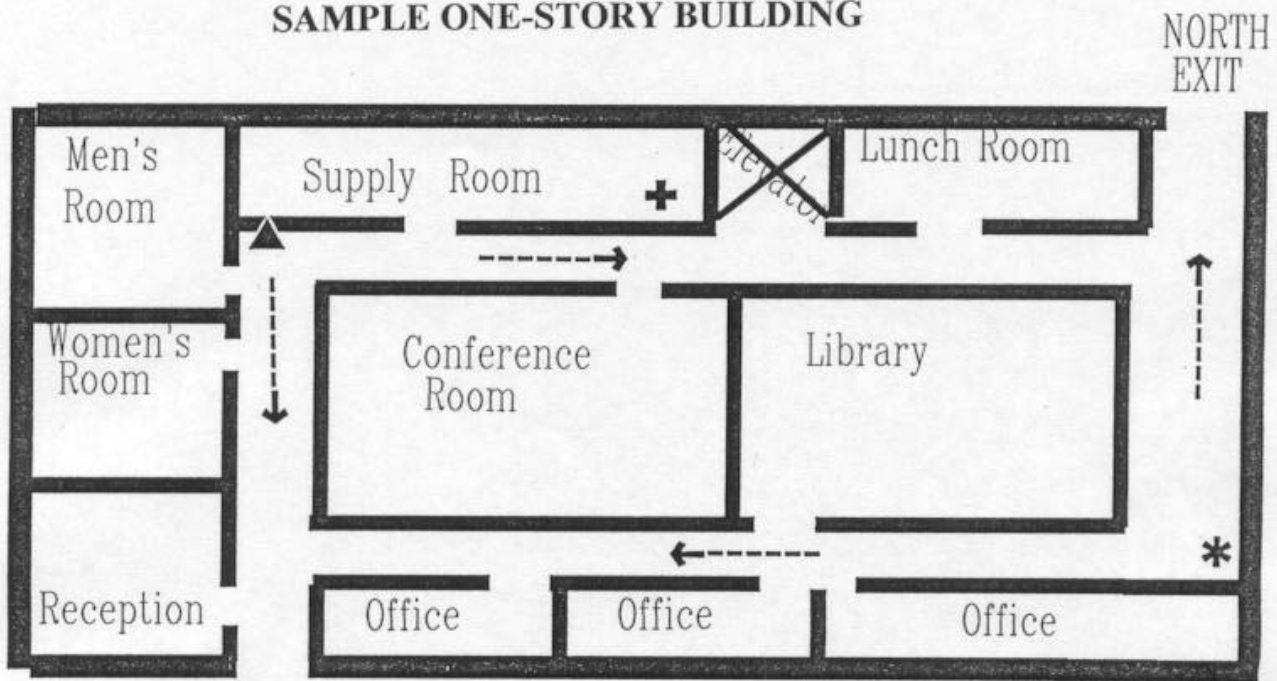 SAMPLE ONE-STORY BUILDING
NORTH
EXIT
Men's
Room
Supply Room
Elevator
Lunch Room
Women's
Room
Conference
Room
Library
Reception
Office
Office
Office